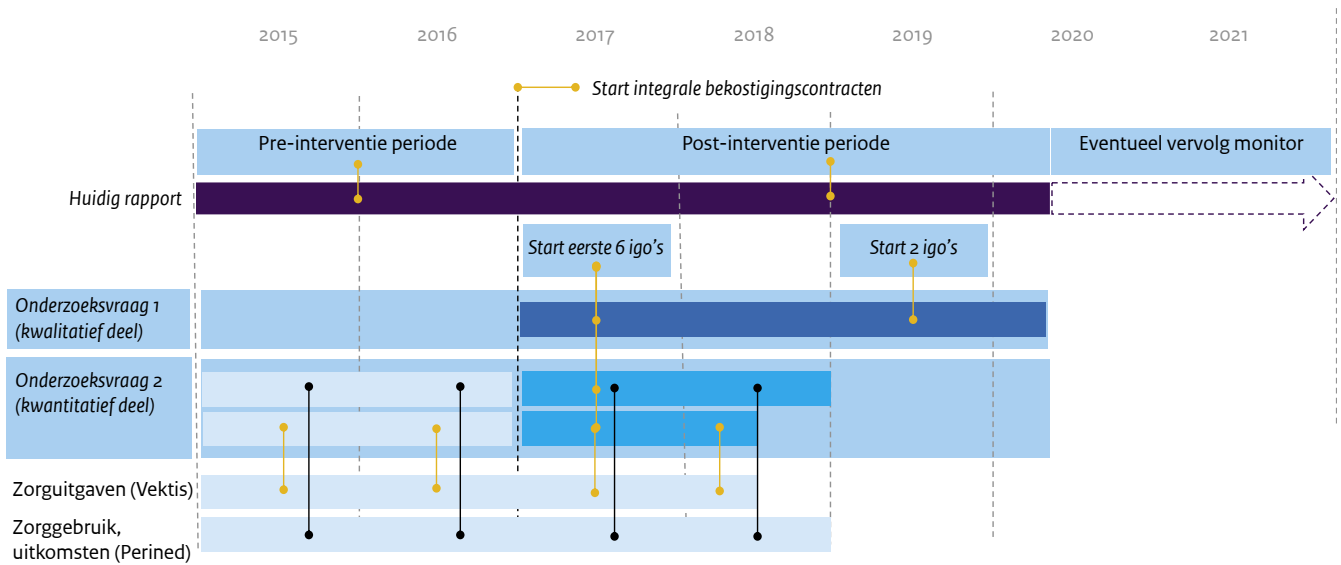 2015 2016 2017 2018 2019 2020 2021
Start integrale bekostigingscontracten
Pre-interventie periode Post-interventie periode Eventueel vervolg monitor
Huidig rapport
Start eerste 6 igo's Start 2 igo's
Onderzoeksvraag 1
(kwalitatief deel)
Onderzoeksvraag 2
(kwantitatief deel)
Zorguitgaven (Vektis)
Zorggebruik,
uitkomsten (Perined)